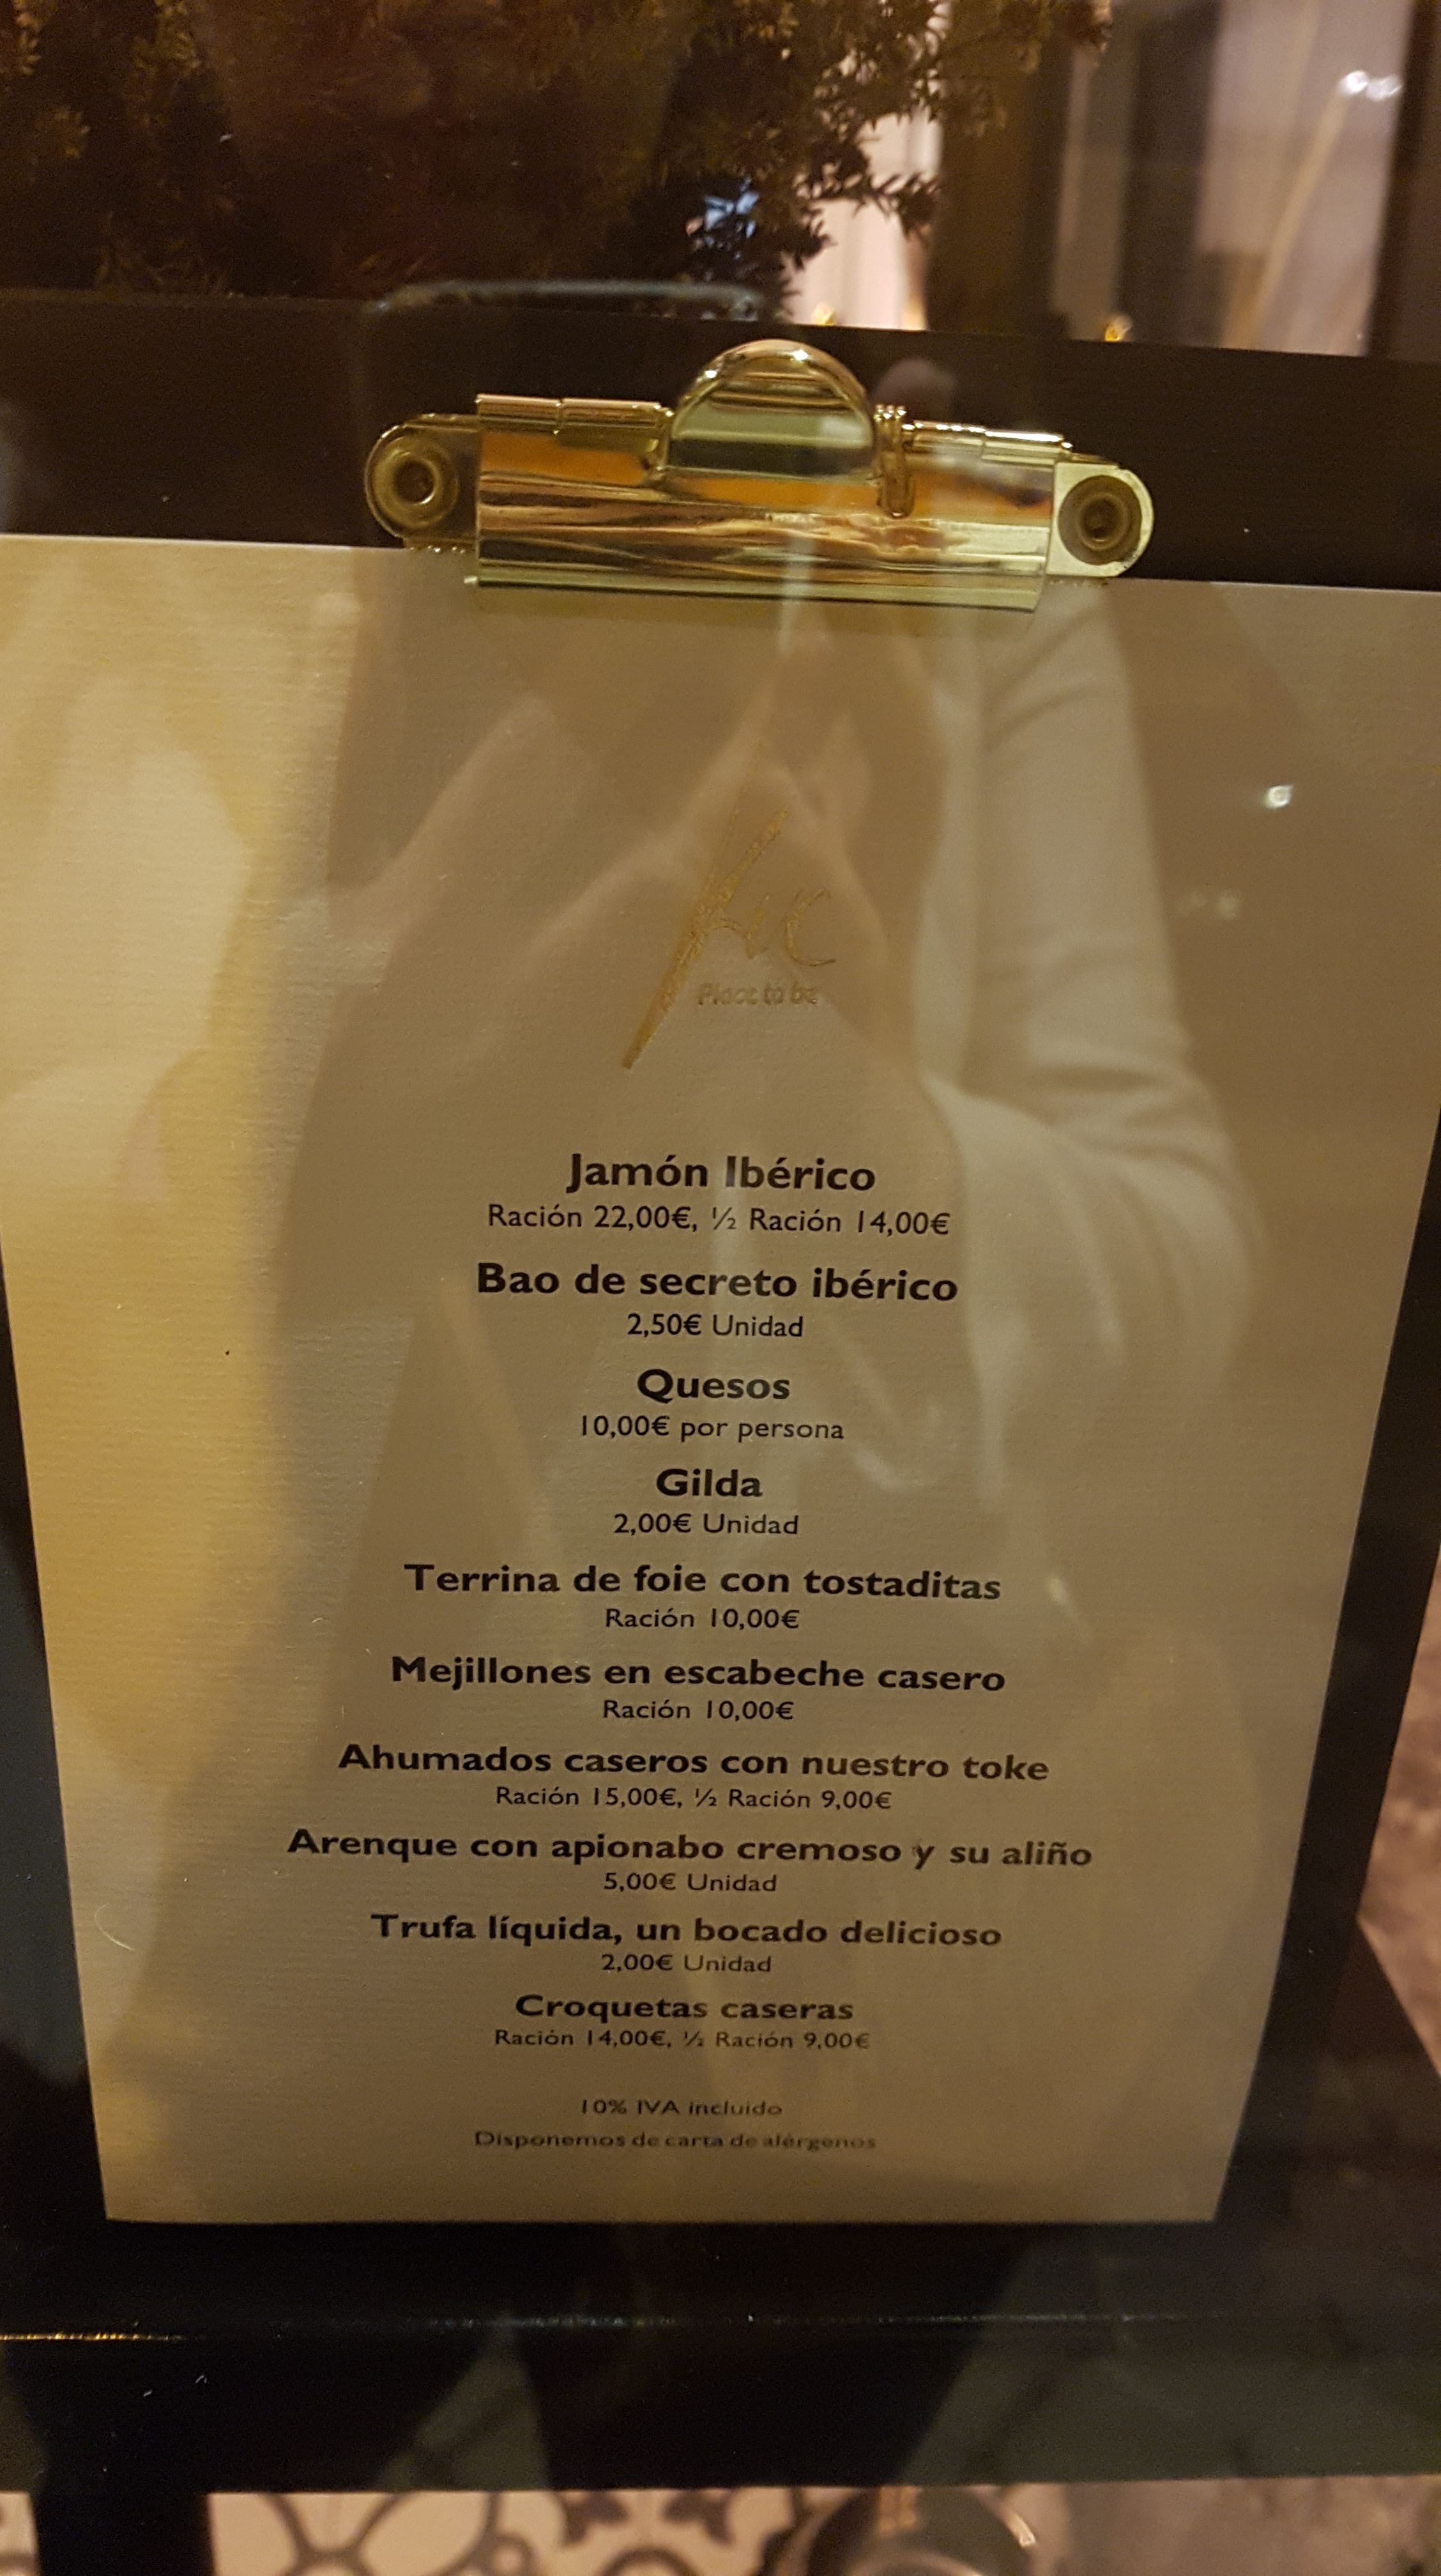 Place to be
Jamón Ibérico
Ración 22,00€, ½ Ración 14,00€
Bao de secreto ibérico
2,50€ Unidad
Quesos
10,00€ por persona
Gilda
2,00€ Unidad
Terrina de foie con tostaditas
Ración 10,00€
Mejillones en escabeche casero
Ración 10,00€
Ahumados caseros con nuestro toke
Ración 15,00€, ½ Ración 9,00€
Arenque con apionabo cremoso y su aliño
5,00€ Unidad
Trufa líquida, un bocado delicioso
2,00€ Unidad
Croquetas caseras
Ración 14,00€, ½ Ración 9,00€
10% IVA incluido
Disponemos de carta de alérgenos